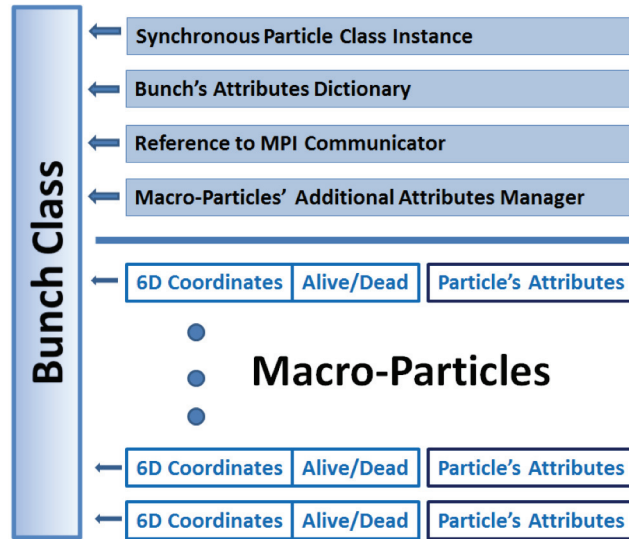 Bunch Class
Synchronous Particle Class Instance
Bunch's Attributes Dictionary
Reference to MPI Communicator
Macro-Particles' Additional Attributes Manager
6D Coordinates Alive/Dead Particle's Attributes
Macro-Particles
6D Coordinates Alive/Dead Particle's Attributes
6D Coordinates Alive/Dead Particle's Attributes